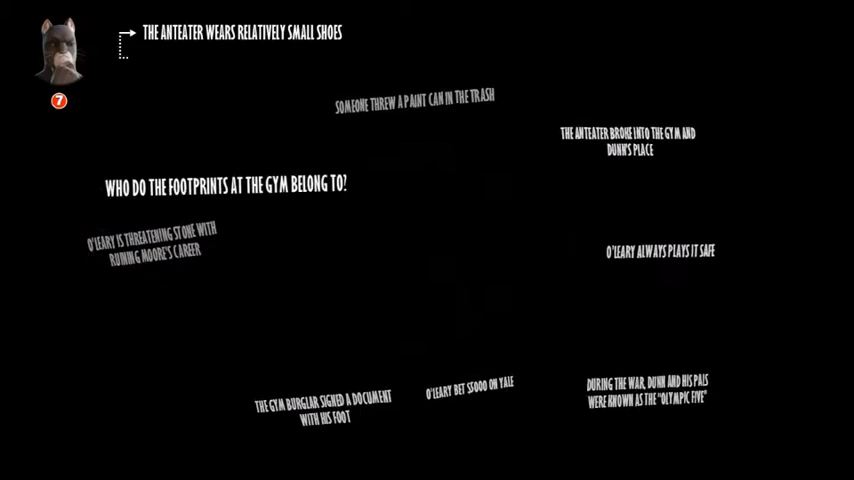 THE ANTEATER WEARS RELATIVELY SMALL SHOES
7
SOMEONE THREW A PAINT CAN IN THE TRASH
THE ANTEATER BROKE INTO THE GYM AND
DUNN'S PLACE
WHO DO THE FOOTPRINTS AT THE GYM BELONG TO?
O'LEARY IS THREATENING STONE WITH
RUINING MOORE'S CAREER
O'LEARY ALWAYS PLAYS IT SAFE
THE GYM BURGLAR SIGNED A DOCUMENT
WITH HIS FOOT
O'LEARY BET $5000 ON YALE
DURING THE WAR, DUNN AND HIS PALS
WERE KNOWN AS THE "OLYMPIC FIVE"